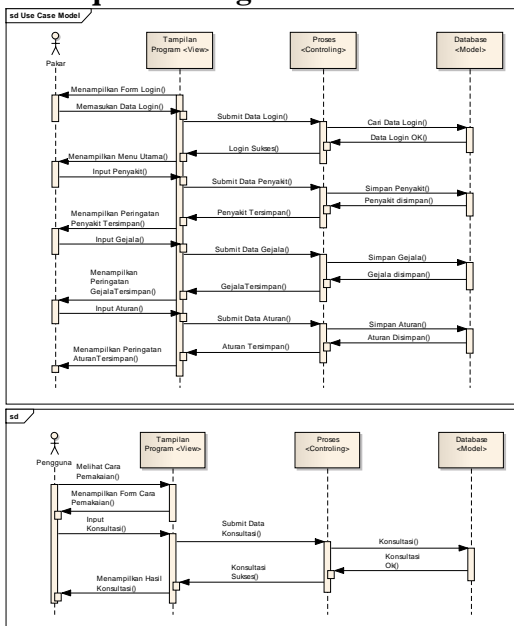 sd Use Case Model
Pakar
Tampilan
Program <View>
Proses
<Controling>
Database
<Model>
Menampilkan Form Login()
Memasukan Data Login()
Submit Data Login()
Cari Data Login()
Data Login OK()
Login Sukses()
Menampilkan Menu Utama()
Input Penyakit()
Submit Data Penyakit()
Simpan Penyakit()
Penyakit disimpan()
Penyakit Tersimpan()
Menampilkan Peringatan
Penyakit Tersimpan()
Input Gejala()
Submit Data Gejala()
Simpan Gejala()
Gejala disimpan()
GejalaTersimpan()
Menampilkan
Peringatan
GejalaTersimpan()
Input Aturan()
Submit Data Aturan()
Simpan Aturan()
Aturan Disimpan()
Aturan Tersimpan()
Menampilkan Peringatan
AturanTersimpan()
sd
Pengguna
Tampilan
Program <View>
Proses
<Controling>
Database
<Model>
Melihat Cara
Pemakaian()
Menampilkan Form Cara
Pemakaian()
Input
Konsultasi()
Submit Data
Konsultasi()
Konsultasi()
Konsultasi
Ok()
Konsultasi
Sukses()
Menampilkan Hasil
Konsultasi()